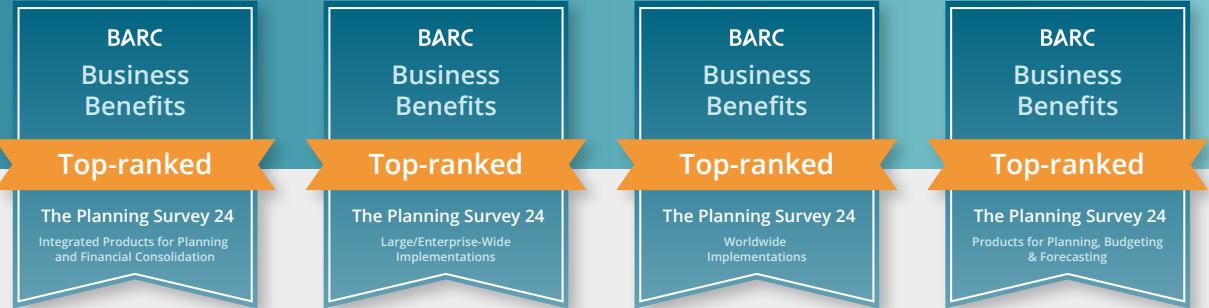 BARC
Business
Benefits
Top-ranked
The Planning Survey 24
Integrated Products for Planning
and Financial Consolidation
BARC
Business
Benefits
Top-ranked
The Planning Survey 24
Large/Enterprise-Wide
Implementations
BARC
Business
Benefits
Top-ranked
The Planning Survey 24
Worldwide
Implementations
BARC
Business
Benefits
Top-ranked
The Planning Survey 24
Products for Planning, Budgeting
& Forecasting